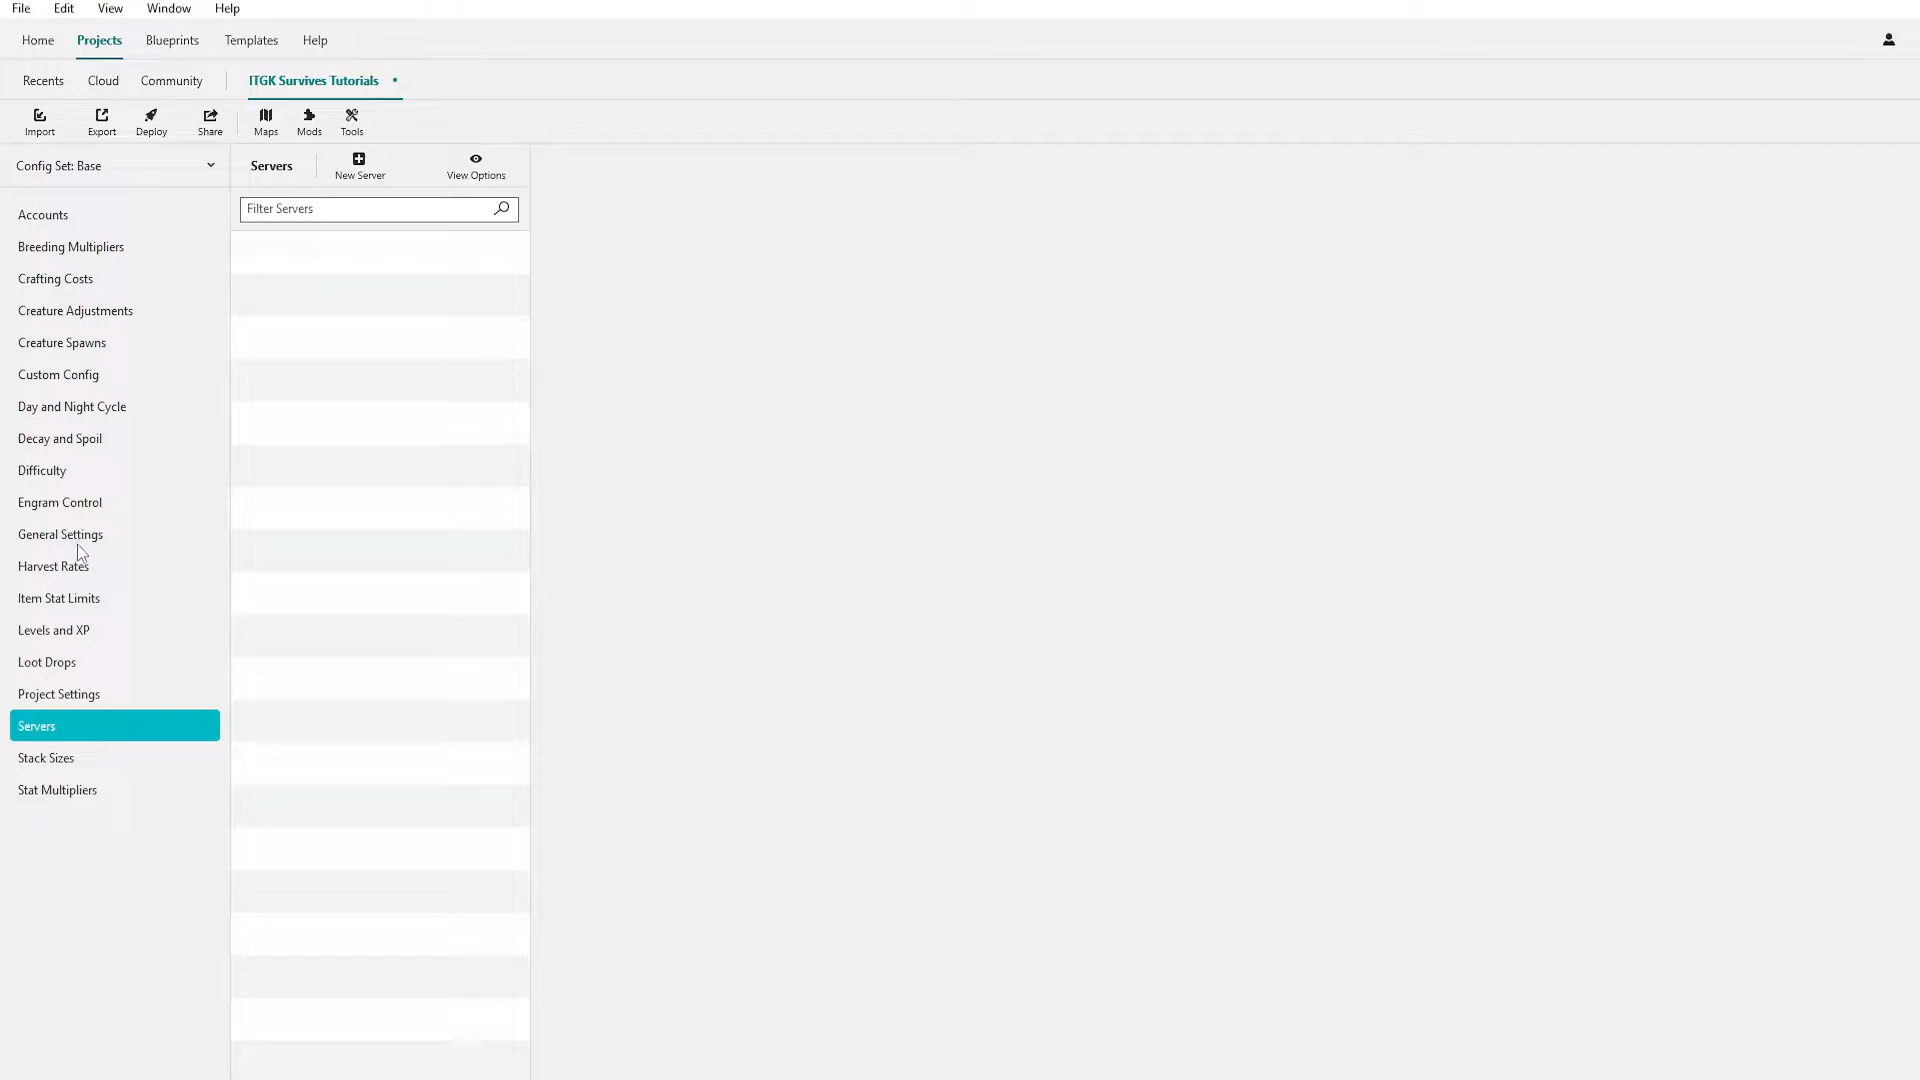 File Edit View Window Help
Home Projects Blueprints Templates Help
Recents Cloud Community ITGK Survives Tutorials •
Import Export Deploy Share Maps Mods Tools
Config Set: Base
Servers New Server View Options
Filter Servers
Accounts
Breeding Multipliers
Crafting Costs
Creature Adjustments
Creature Spawns
Custom Config
Day and Night Cycle
Decay and Spoil
Difficulty
Engram Control
General Settings
Harvest Rates
Item Stat Limits
Levels and XP
Loot Drops
Project Settings
Servers
Stack Sizes
Stat Multipliers